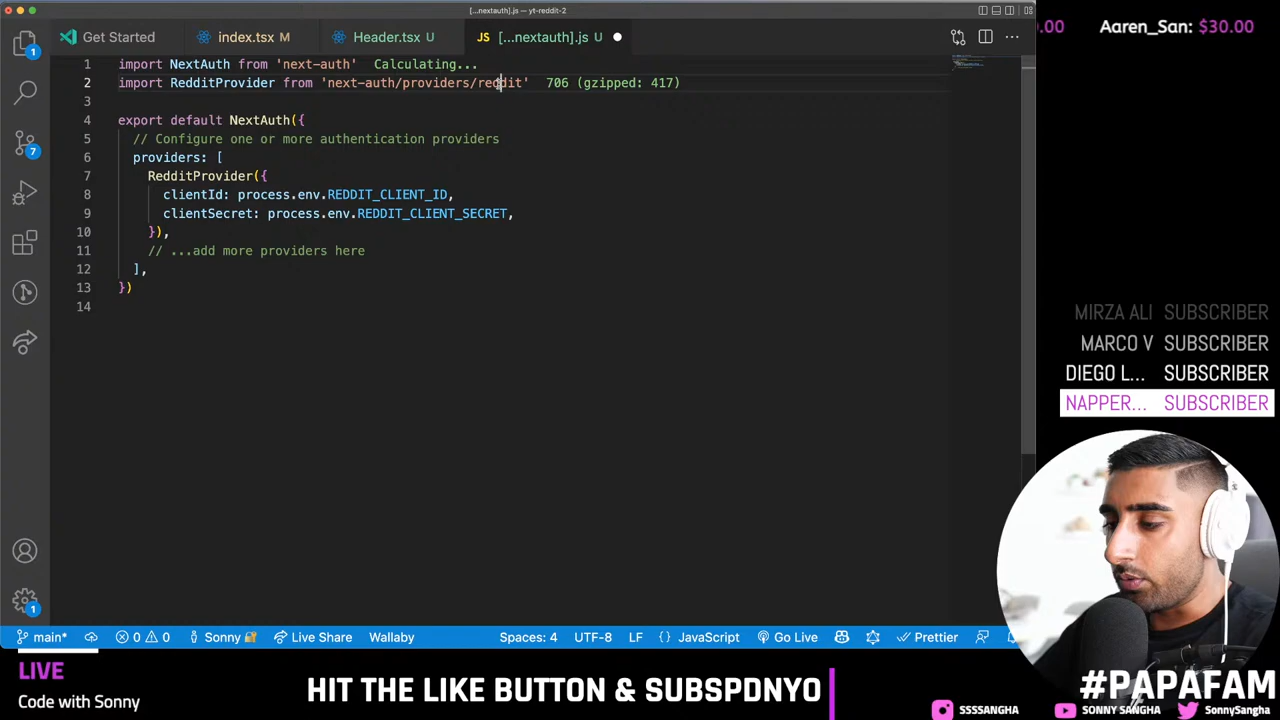 [...nextauth].js — yt-reddit-2
Get Started
index.tsx M
Header.tsx U
JS [...nextauth].js U
.00 Aaren_San: $30.00
1 import NextAuth from 'next-auth' Calculating...
2 import RedditProvider from 'next-auth/providers/reddit' 706 (gzipped: 417)
3
4 export default NextAuth({
5 // Configure one or more authentication providers
6 providers: [
7 RedditProvider({
8 clientId: process.env.REDDIT_CLIENT_ID,
9 clientSecret: process.env.REDDIT_CLIENT_SECRET,
10 }),
11 // ...add more providers here
12 ],
13 })
14
1
7
1
MIRZA ALI SUBSCRIBER
MARCO V SUBSCRIBER
DIEGO L... SUBSCRIBER
NAPPER... SUBSCRIBER
main* 0 0 Sonny Live Share Wallaby Spaces: 4 UTF-8 LF {} JavaScript Go Live Prettier
LIVE
Code with Sonny
HIT THE LIKE BUTTON & SUBSPDNYO
#PAPAFAM
SSSSANGHA SONNY SANGHA SonnySangha